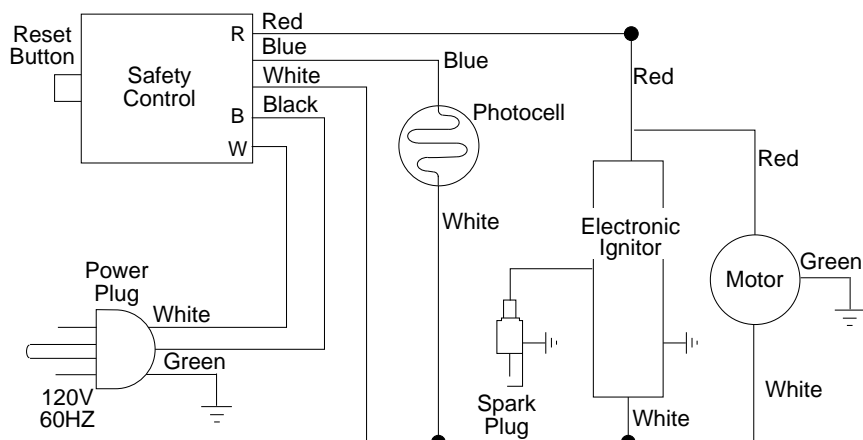 Reset
Button
Safety
Control
R
B
W
Red
Blue
White
Black
Blue
Photocell
White
Red
Red
Electronic
Ignitor
Motor
Green
White
White
Spark
Plug
Power
Plug
White
Green
120V
60HZ